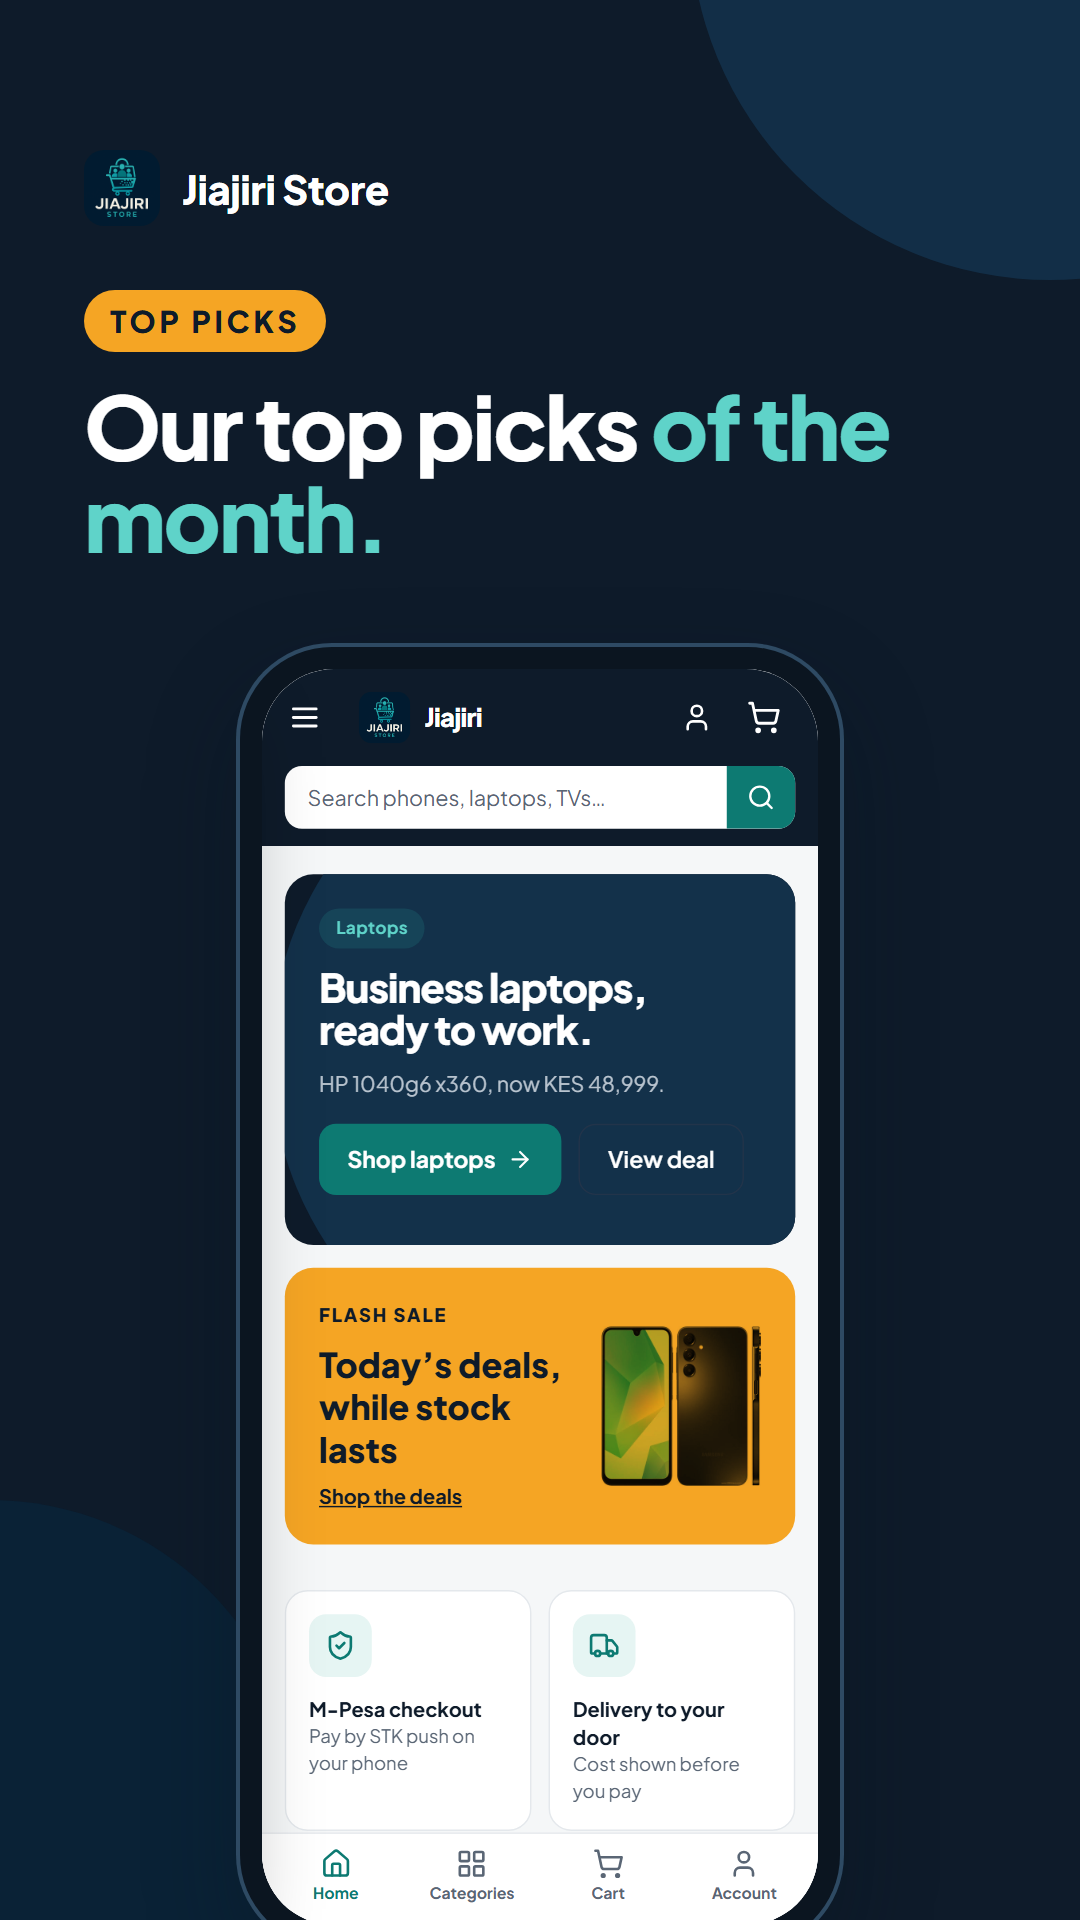 JIAJIRI
STORE
Jiajiri Store
TOP PICKS
Our top picks of the
month.
JIAJIRI
STORE
Jiajiri
Search phones, laptops, TVs...
Laptops
Business laptops,
ready to work.
HP 1040g6 x360, now KES 48,999.
Shop laptops
View deal
FLASH SALE
Today's deals,
while stock
lasts
Shop the deals
M-Pesa checkout
Pay by STK push on
your phone
Delivery to your
door
Cost shown before
you pay
Home
Categories
Cart
Account